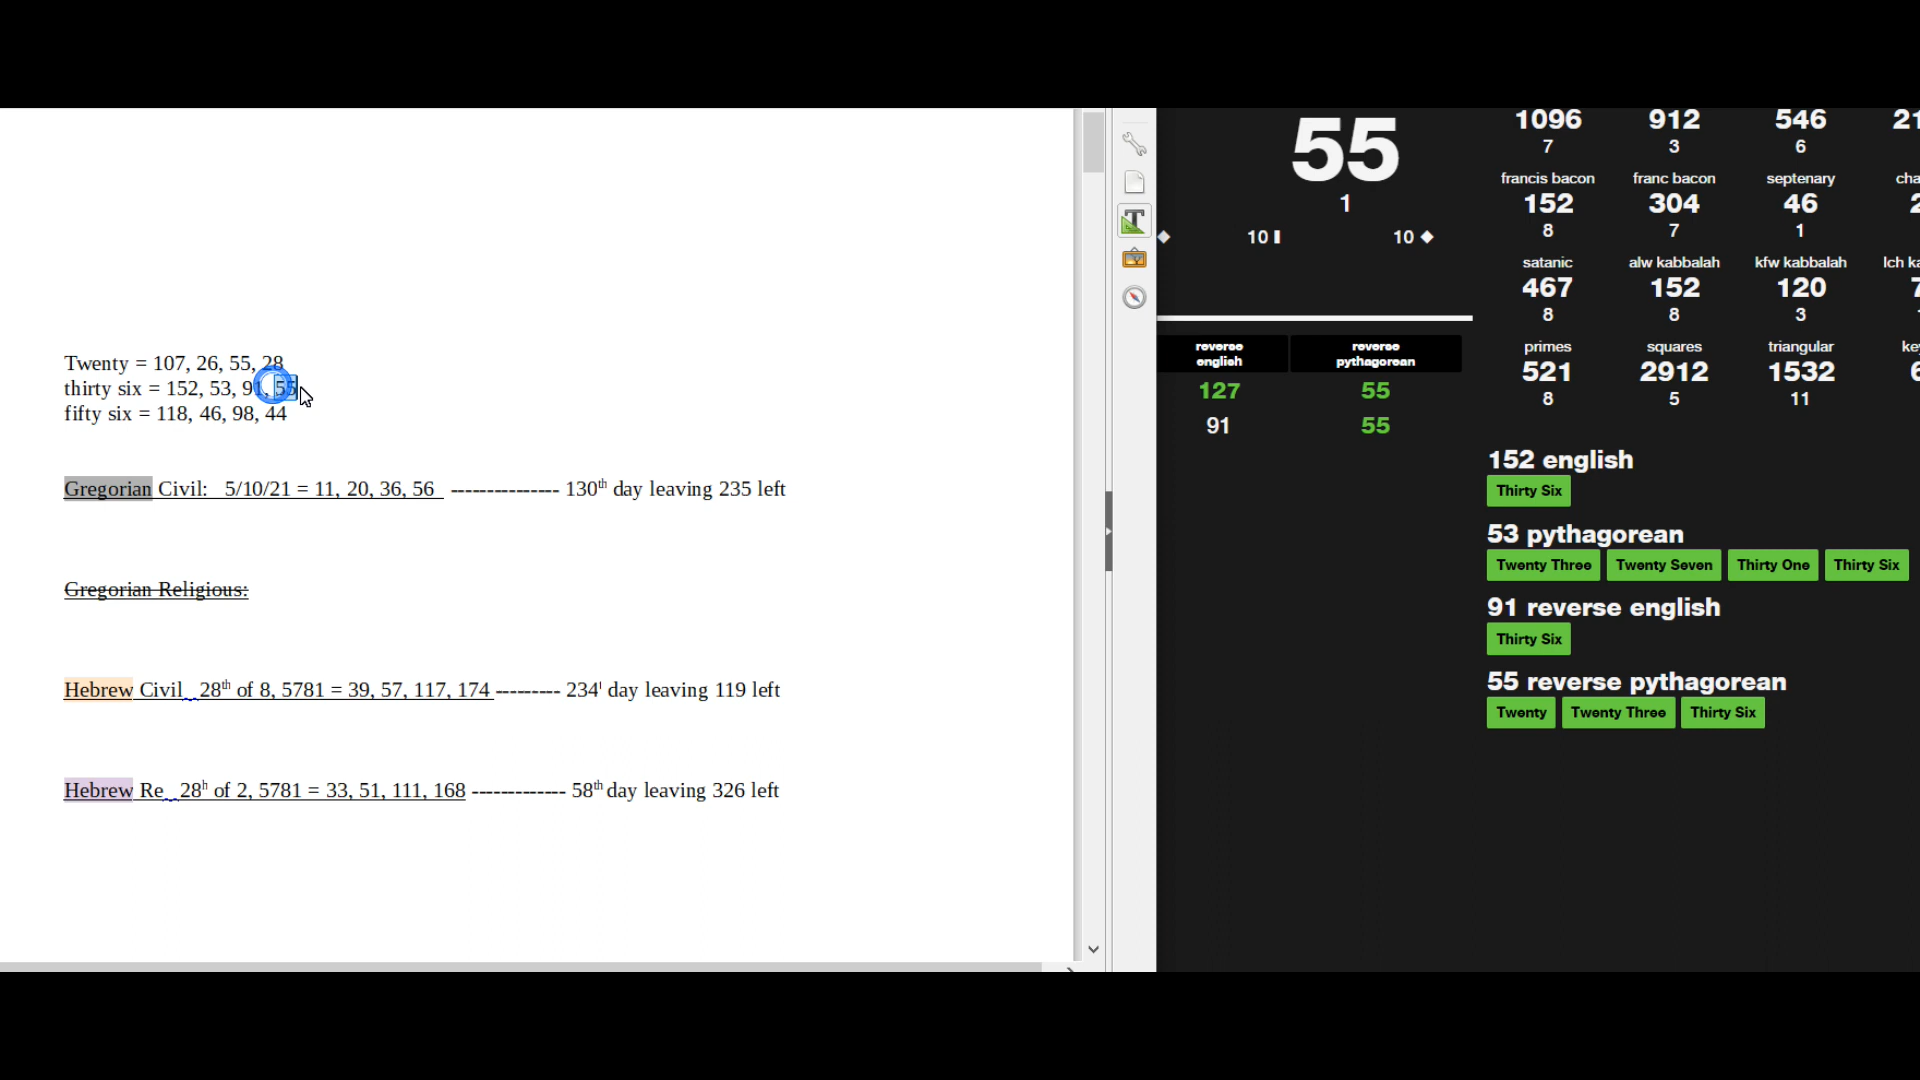 Twenty = 107, 26, 55, 28
thirty six = 152, 53, 91, 55
fifty six = 118, 46, 98, 44
Gregorian Civil: 5/10/21 = 11, 20, 36, 56 --------------- 130th day leaving 235 left
Gregorian Religious:
Hebrew Civil 28th of 8, 5781 = 39, 57, 117, 174 --------- 234' day leaving 119 left
Hebrew Re 28h of 2, 5781 = 33, 51, 111, 168 ------------- 58th day leaving 326 left
55
1
10 10
reverse english reverse pythagorean
127 55
91 55
1096 912 546
7 3 6
francis bacon franc bacon septenary
152 304 46
8 7 1
satanic alw kabbalah kfw kabbalah
467 152 120
8 8 3
primes squares triangular
521 2912 1532
8 5 11
152 english
Thirty Six
53 pythagorean
Twenty Three Twenty Seven Thirty One Thirty Six
91 reverse english
Thirty Six
55 reverse pythagorean
Twenty Twenty Three Thirty Six